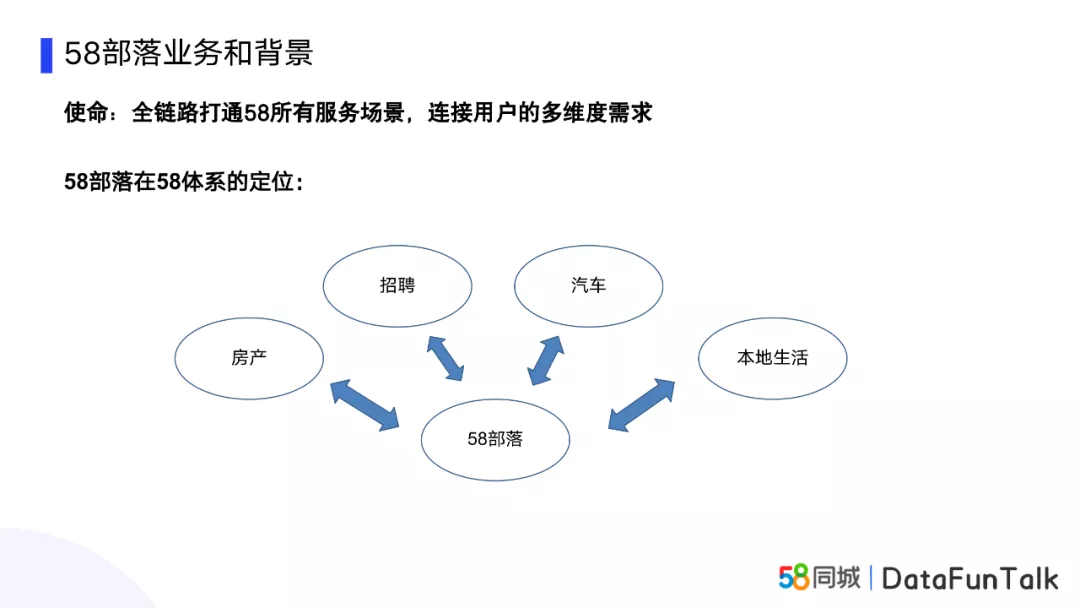 58部落业务和背景
使命：全链路打通58所有服务场景，连接用户的多维度需求
58部落在58体系的定位：
招聘
汽车
房产
本地生活
58部落
58同城 | DataFunTalk